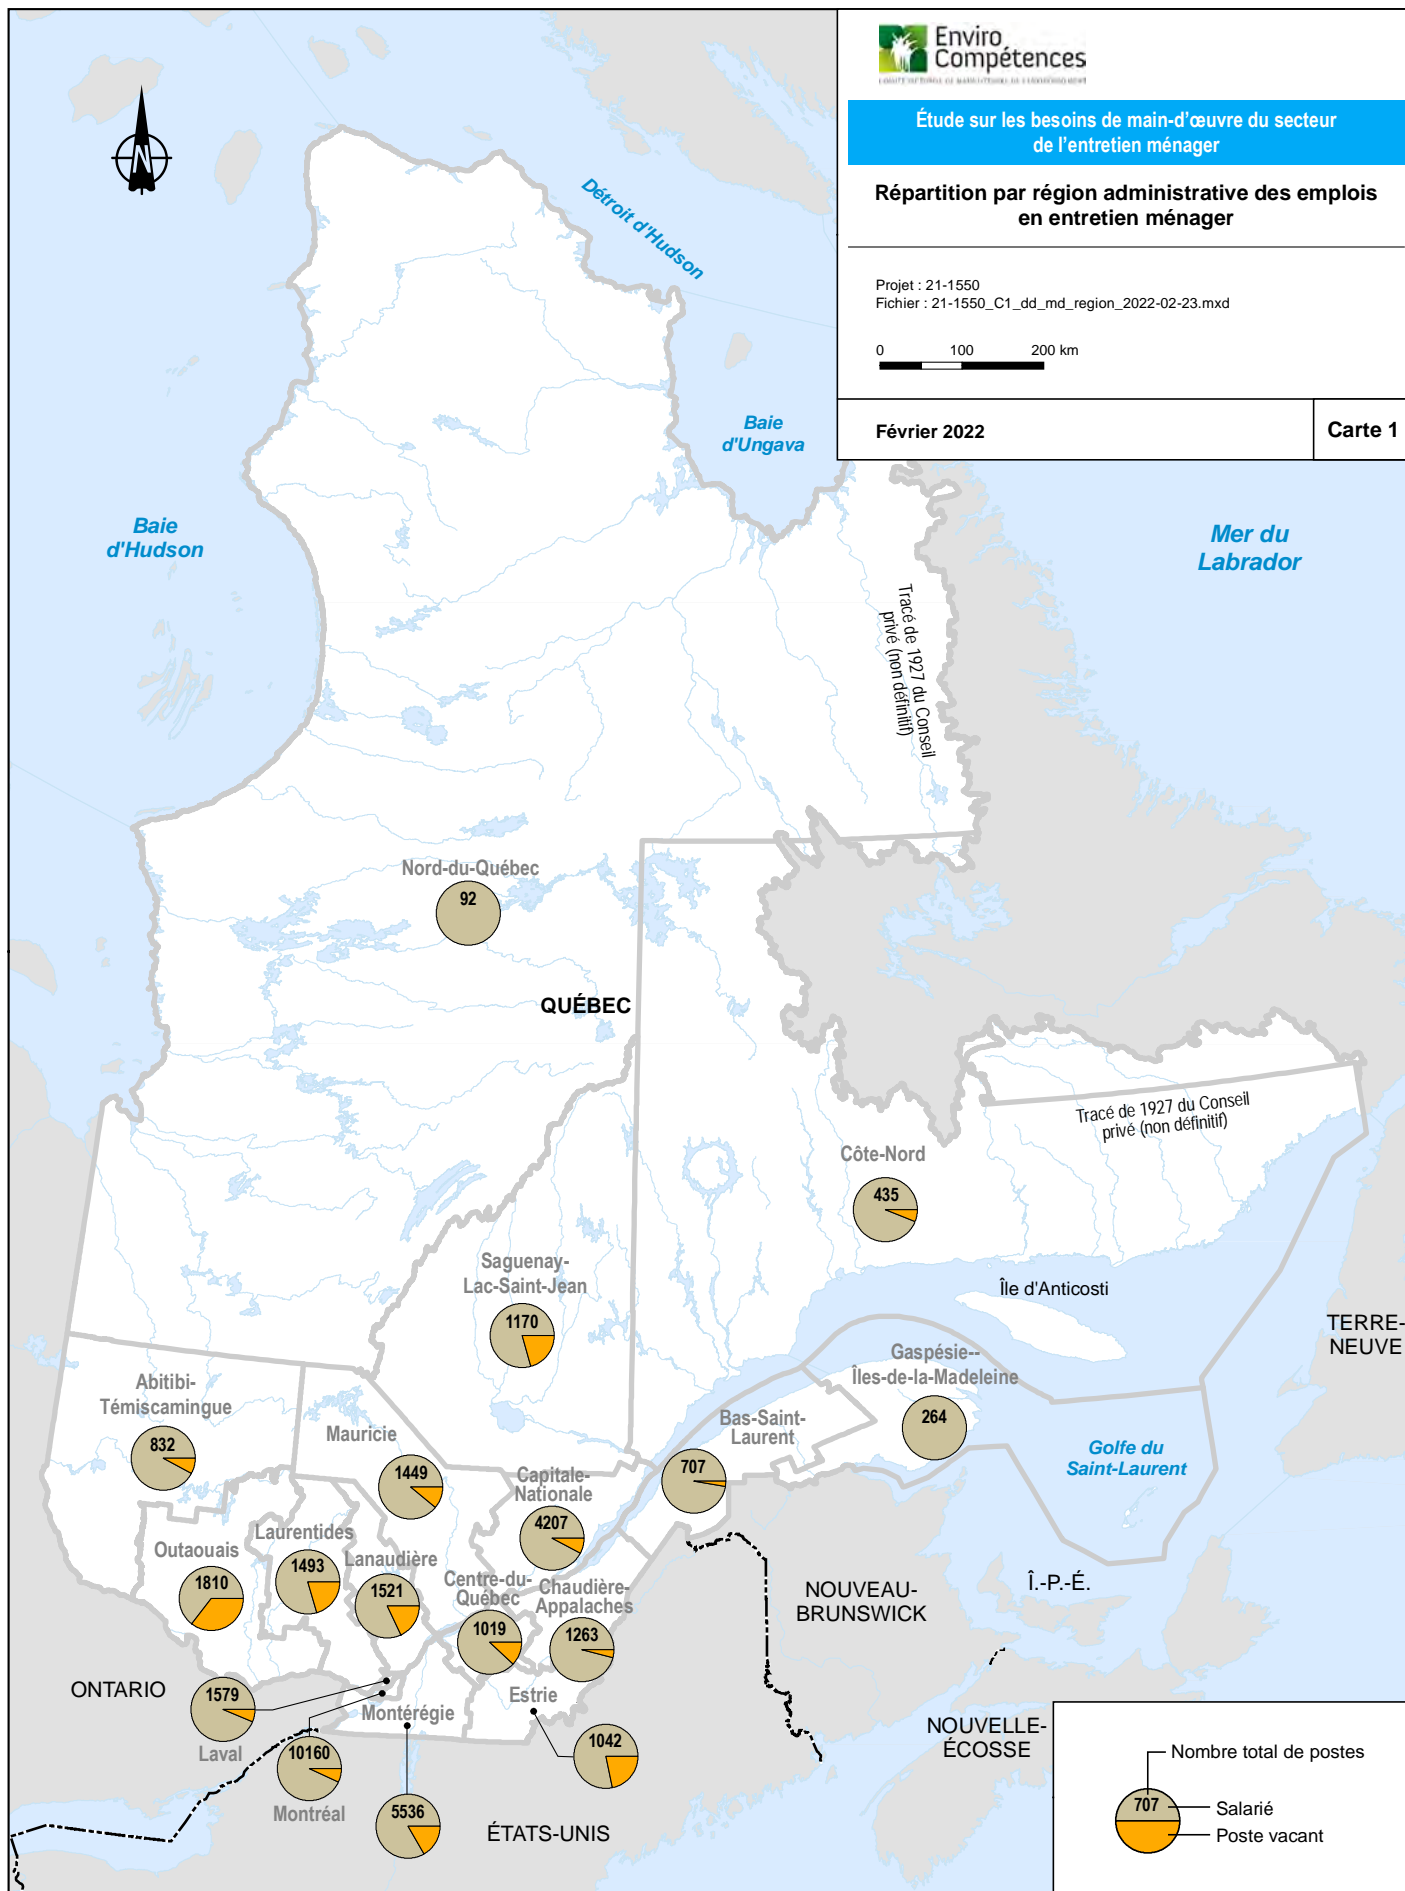 Enviro
Compétences
COMITÉ SECTORIEL DE MAIN-D'ŒUVRE DE L'ENVIRONNEMENT
Étude sur les besoins de main-d'œuvre du secteur
de l'entretien ménager
Répartition par région administrative des emplois
en entretien ménager
Projet : 21-1550
Fichier : 21-1550_C1_dd_md_region_2022-02-23.mxd
0 100 200 km
Février 2022
Carte 1
N
Détroit d'Hudson
Baie
d'Ungava
Baie
d'Hudson
Mer du
Labrador
Tracé de 1927 du Conseil
privé (non définitif)
Nord-du-Québec
92
QUÉBEC
Tracé de 1927 du Conseil
privé (non définitif)
Côte-Nord
435
Saguenay-
Lac-Saint-Jean
1170
Île d'Anticosti
TERRE-
NEUVE
Gaspésie--
Îles-de-la-Madeleine
264
Abitibi-
Témiscamingue
832
Mauricie
1449
Bas-Saint-
Laurent
707
Golfe du
Saint-Laurent
Capitale-
Nationale
4207
Outaouais
1810
Laurentides
1493
Lanaudière
1521
Centre-du-
Québec
1019
Chaudière-
Appalaches
1263
NOUVEAU-
BRUNSWICK
Î.-P.-É.
ONTARIO
1579
Laval
Montérégie
Estrie
10160
Montréal
1042
5536
ÉTATS-UNIS
NOUVELLE-
ÉCOSSE
Nombre total de postes
707
Salarié
Poste vacant